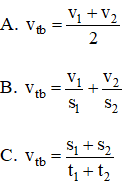 A. v_tb = (v_1 + v_2) / 2
B. v_tb = v_1 / s_1 + v_2 / s_2
C. v_tb = (s_1 + s_2) / (t_1 + t_2)